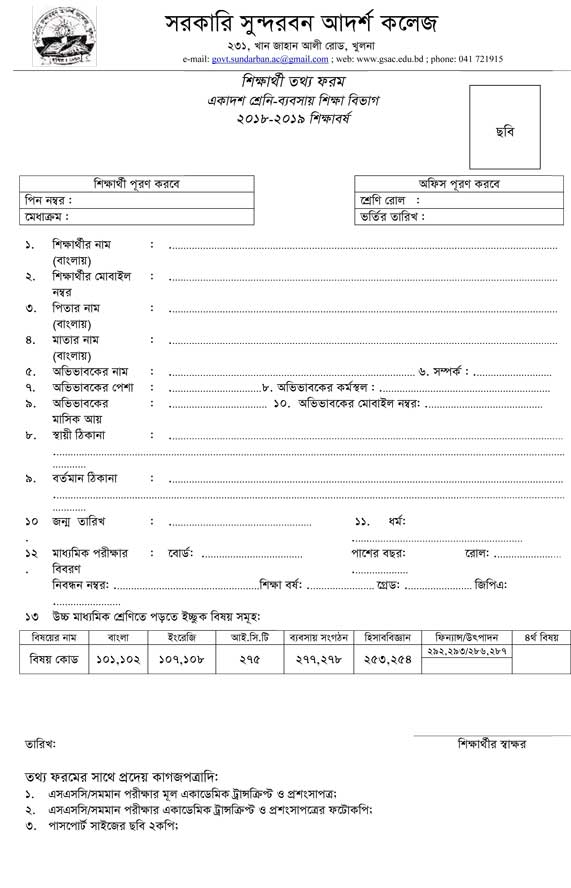 সরকারি সুন্দরবন আদর্শ কলেজ
২৩১, খান জাহান আলী রোড, খুলনা
e-mail: govt.sundarban.ac@gmail.com ; web: www.gsac.edu.bd ; phone: 041 721915
শিক্ষার্থী তথ্য ফরম
একাদশ শ্রেনি-ব্যবসায় শিক্ষা বিভাগ
২০১৮-২০১৯ শিক্ষাবর্ষ
ছবি
শিক্ষার্থী পূরণ করবে
পিন নম্বর :
মেধাক্রম :
অফিস পূরণ করবে
শ্রেণি রোল :
ভর্তির তারিখ :
১. শিক্ষার্থীর নাম :
(বাংলায়)
২. শিক্ষার্থীর মোবাইল :
নম্বর
৩. পিতার নাম :
(বাংলায়)
৪. মাতার নাম :
(বাংলায়)
৫. অভিভাবকের নাম : ৬. সম্পর্ক :
৭. অভিভাবকের পেশা : ৮. অভিভাবকের কর্মস্থল :
৯. অভিভাবকের : ১০. অভিভাবকের মোবাইল নম্বর:
মাসিক আয়
৮. স্থায়ী ঠিকানা :
৯. বর্তমান ঠিকানা :
১০ জন্ম তারিখ : ১১. ধর্ম:
.
১২ মাধ্যমিক পরীক্ষার : বোর্ড: পাশের বছর: রোল:
. বিবরণ
নিবন্ধন নম্বর: শিক্ষা বর্ষ: গ্রেড: জিপিএ:
১৩ উচ্চ মাধ্যমিক শ্রেণিতে পড়তে ইচ্ছুক বিষয় সমূহ:
বিষয়ের নাম বাংলা ইংরেজি আই.সি.টি ব্যবসায় সংগঠন হিসাববিজ্ঞান ফিন্যান্স/উৎপাদন ৪র্থ বিষয়
বিষয় কোড ১০১,১০২ ১০৭,১০৮ ২৭৫ ২৭৭,২৭৮ ২৫৩,২৫৪ ২৯২,২৯৩/২৮৬,২৮৭
তারিখ:
শিক্ষার্থীর স্বাক্ষর
তথ্য ফরমের সাথে প্রদেয় কাগজপত্রাদি:
১. এসএসসি/সমমান পরীক্ষার মূল একাডেমিক ট্রান্সক্রিপ্ট ও প্রশংসাপত্র;
২. এসএসসি/সমমান পরীক্ষার একাডেমিক ট্রান্সক্রিপ্ট ও প্রশংসাপত্রের ফটোকপি;
৩. পাসপোর্ট সাইজের ছবি ২কপি;